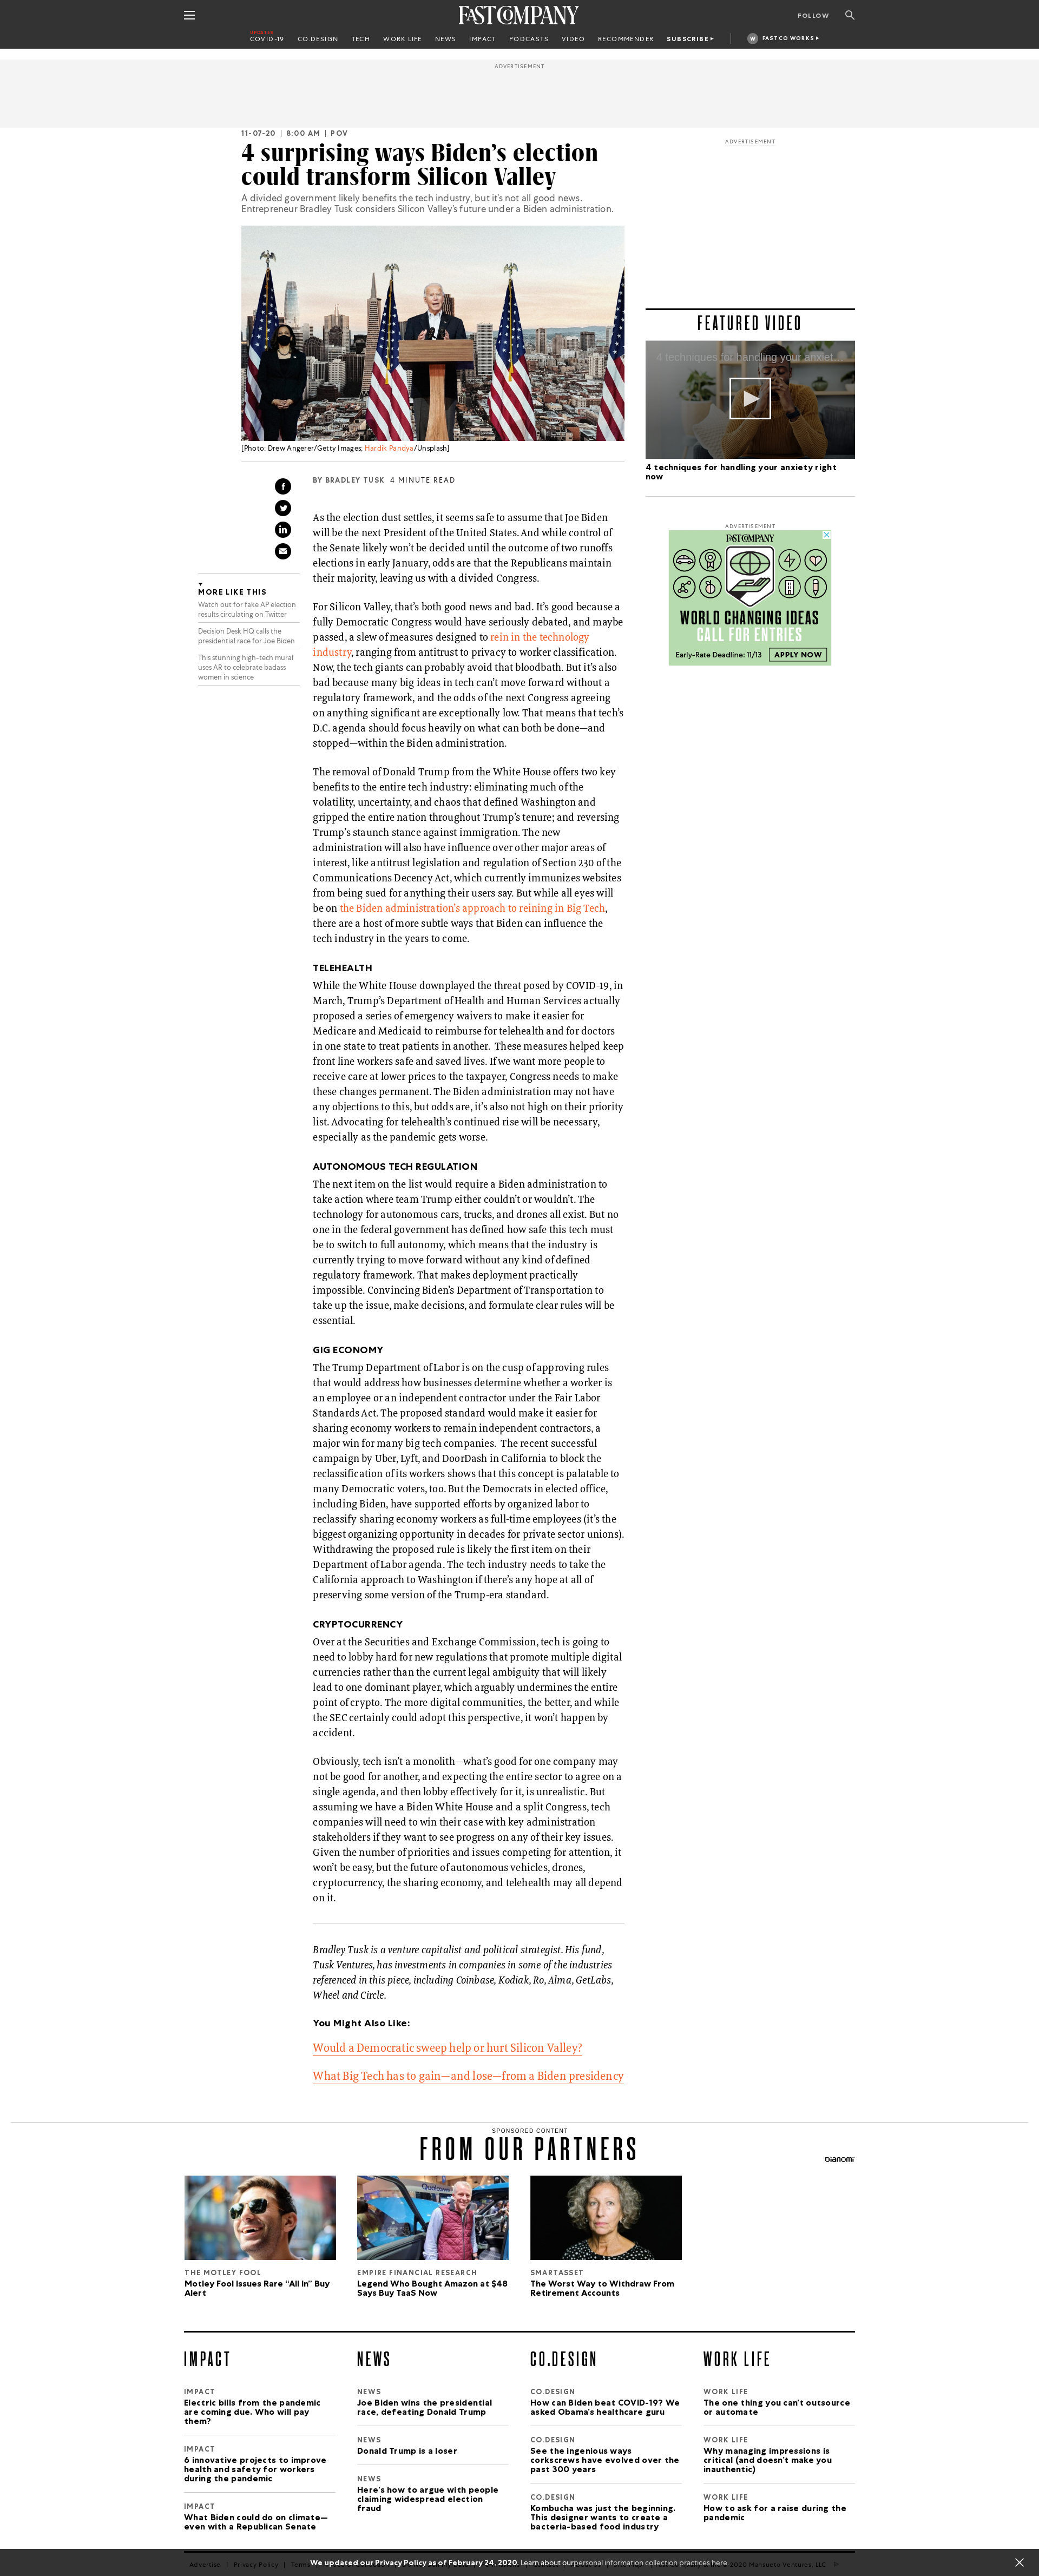 FAST COMPANY
FOLLOW
UPDATES
COVID-19
CO.DESIGN
TECH
WORK LIFE
NEWS
IMPACT
PODCASTS
VIDEO
RECOMMENDER
SUBSCRIBE
W
FASTCO WORKS
ADVERTISEMENT
11-07-20 | 8:00 AM | POV
4 surprising ways Biden’s election
could transform Silicon Valley
A divided government likely benefits the tech industry, but it’s not all good news.
Entrepreneur Bradley Tusk considers Silicon Valley’s future under a Biden administration.
[Photo: Drew Angerer/Getty Images; Hardik Pandya/Unsplash]
BY BRADLEY TUSK 4 MINUTE READ
MORE LIKE THIS
Watch out for fake AP election
results circulating on Twitter
Decision Desk HQ calls the
presidential race for Joe Biden
This stunning high-tech mural
uses AR to celebrate badass
women in science
As the election dust settles, it seems safe to assume that Joe Biden
will be the next President of the United States. And while control of
the Senate likely won’t be decided until the outcome of two runoffs
elections in early January, odds are that the Republicans maintain
their majority, leaving us with a divided Congress.
For Silicon Valley, that’s both good news and bad. It’s good because a
fully Democratic Congress would have seriously debated, and maybe
passed, a slew of measures designed to rein in the technology
industry, ranging from antitrust to privacy to worker classification.
Now, the tech giants can probably avoid that bloodbath. But it’s also
bad because many big ideas in tech can’t move forward without a
regulatory framework, and the odds of the next Congress agreeing
on anything significant are exceptionally low. That means that tech’s
D.C. agenda should focus heavily on what can both be done—and
stopped—within the Biden administration.
The removal of Donald Trump from the White House offers two key
benefits to the entire tech industry: eliminating much of the
volatility, uncertainty, and chaos that defined Washington and
gripped the entire nation throughout Trump’s tenure; and reversing
Trump’s staunch stance against immigration. The new
administration will also have influence over other major areas of
interest, like antitrust legislation and regulation of Section 230 of the
Communications Decency Act, which currently immunizes websites
from being sued for anything their users say. But while all eyes will
be on the Biden administration’s approach to reining in Big Tech,
there are a host of more subtle ways that Biden can influence the
tech industry in the years to come.
TELEHEALTH
While the White House downplayed the threat posed by COVID-19, in
March, Trump’s Department of Health and Human Services actually
proposed a series of emergency waivers to make it easier for
Medicare and Medicaid to reimburse for telehealth and for doctors
in one state to treat patients in another. These measures helped keep
front line workers safe and saved lives. If we want more people to
receive care at lower prices to the taxpayer, Congress needs to make
these changes permanent. The Biden administration may not have
any objections to this, but odds are, it’s also not high on their priority
list. Advocating for telehealth’s continued rise will be necessary,
especially as the pandemic gets worse.
AUTONOMOUS TECH REGULATION
The next item on the list would require a Biden administration to
take action where team Trump either couldn’t or wouldn’t. The
technology for autonomous cars, trucks, and drones all exist. But no
one in the federal government has defined how safe this tech must
be to switch to full autonomy, which means that the industry is
currently trying to move forward without any kind of defined
regulatory framework. That makes deployment practically
impossible. Convincing Biden’s Department of Transportation to
take up the issue, make decisions, and formulate clear rules will be
essential.
GIG ECONOMY
The Trump Department of Labor is on the cusp of approving rules
that would address how businesses determine whether a worker is
an employee or an independent contractor under the Fair Labor
Standards Act. The proposed standard would make it easier for
sharing economy workers to remain independent contractors, a
major win for many big tech companies. The recent successful
campaign by Uber, Lyft, and DoorDash in California to block the
reclassification of its workers shows that this concept is palatable to
many Democratic voters, too. But the Democrats in elected office,
including Biden, have supported efforts by organized labor to
reclassify sharing economy workers as full-time employees (it’s the
biggest organizing opportunity in decades for private sector unions).
Withdrawing the proposed rule is likely the first item on their
Department of Labor agenda. The tech industry needs to take the
California approach to Washington if there’s any hope at all of
preserving some version of the Trump-era standard.
CRYPTOCURRENCY
Over at the Securities and Exchange Commission, tech is going to
need to lobby hard for new regulations that promote multiple digital
currencies rather than the current legal ambiguity that will likely
lead to one dominant player, which arguably undermines the entire
point of crypto. The more digital communities, the better, and while
the SEC certainly could adopt this perspective, it won’t happen by
accident.
Obviously, tech isn’t a monolith—what’s good for one company may
not be good for another, and expecting the entire sector to agree on a
single agenda, and then lobby effectively for it, is unrealistic. But
assuming we have a Biden White House and a split Congress, tech
companies will need to win their case with key administration
stakeholders if they want to see progress on any of their issues.
Given the number of priorities and issues competing for attention, it
won’t be easy, but the future of autonomous vehicles, drones,
cryptocurrency, the sharing economy, and telehealth may all depend
on it.
Bradley Tusk is a venture capitalist and political strategist. His fund,
Tusk Ventures, has investments in companies in some of the industries
referenced in this piece, including Coinbase, Kodiak, Ro, Alma, GetLabs,
Wheel and Circle.
You Might Also Like:
Would a Democratic sweep help or hurt Silicon Valley?
What Big Tech has to gain—and lose—from a Biden presidency
ADVERTISEMENT
FEATURED VIDEO
4 techniques for handling your anxiet
4 techniques for handling your anxiety right
now
ADVERTISEMENT
FAST COMPANY
WORLD CHANGING IDEAS
CALL FOR ENTRIES
Early-Rate Deadline: 11/13
APPLY NOW
SPONSORED CONTENT
FROM OUR PARTNERS
Dianomi
Qualcomm
THE MOTLEY FOOL
Motley Fool Issues Rare “All In” Buy
Alert
EMPIRE FINANCIAL RESEARCH
Legend Who Bought Amazon at $48
Says Buy TaaS Now
SMARTASSET
The Worst Way to Withdraw From
Retirement Accounts
IMPACT
IMPACT
Electric bills from the pandemic
are coming due. Who will pay
them?
IMPACT
6 innovative projects to improve
health and safety for workers
during the pandemic
IMPACT
What Biden could do on climate—
even with a Republican Senate
NEWS
NEWS
Joe Biden wins the presidential
race, defeating Donald Trump
NEWS
Donald Trump is a loser
NEWS
Here’s how to argue with people
claiming widespread election
fraud
CO.DESIGN
CO.DESIGN
How can Biden beat COVID-19? We
asked Obama’s healthcare guru
CO.DESIGN
See the ingenious ways
corkscrews have evolved over the
past 300 years
CO.DESIGN
Kombucha was just the beginning.
This designer wants to create a
bacteria-based food industry
WORK LIFE
WORK LIFE
The one thing you can’t outsource
or automate
WORK LIFE
Why managing impressions is
critical (and doesn’t make you
inauthentic)
WORK LIFE
How to ask for a raise during the
pandemic
Advertise | Privacy Policy | Terms
2020 Mansueto Ventures, LLC
We updated our Privacy Policy as of February 24, 2020. Learn about our personal information collection practices here.